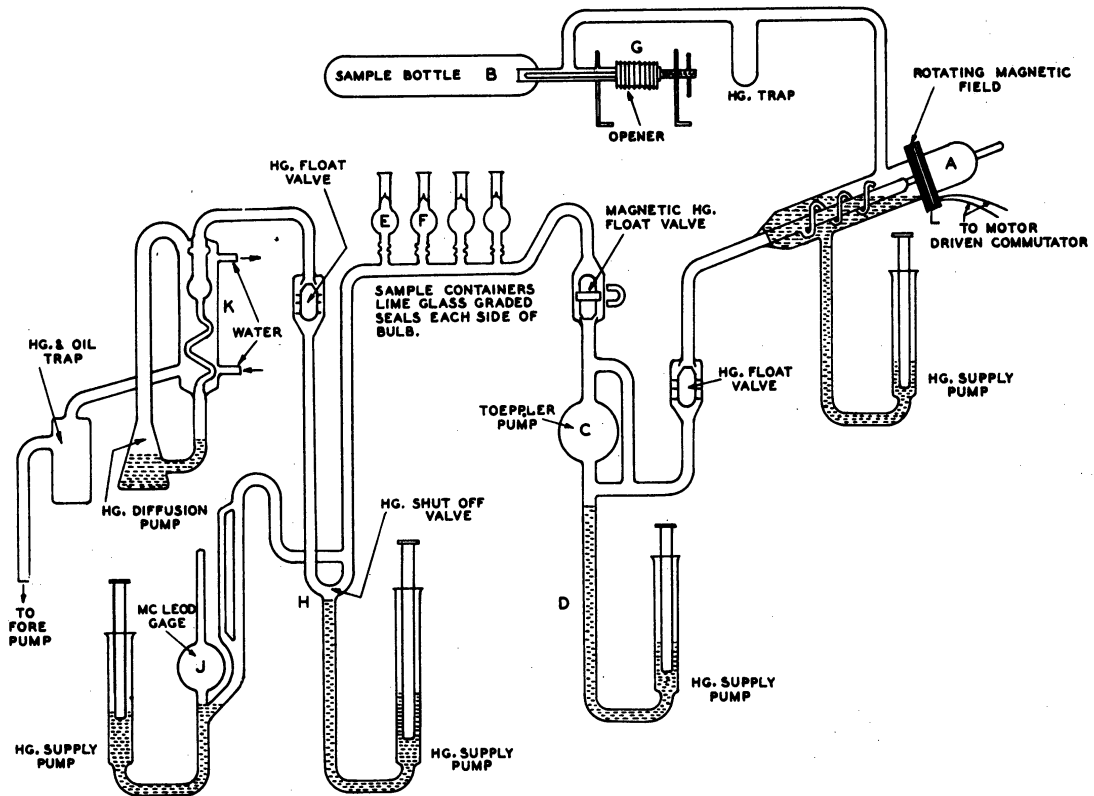 SAMPLE BOTTLE B
G
OPENER
HG. TRAP
ROTATING MAGNETIC
FIELD
A
TO MOTOR
DRIVEN COMMUTATOR
HG. FLOAT
VALVE
E
F
MAGNETIC HG.
FLOAT VALVE
SAMPLE CONTAINERS
LIME GLASS GRADED
SEALS EACH SIDE OF
BULB.
K
WATER
HG. & OIL
TRAP
HG. FLOAT
VALVE
HG. SUPPLY
PUMP
TOEPPLER
PUMP
C
HG. DIFFUSION
PUMP
HG. SHUT OFF
VALVE
TO
FORE
PUMP
MC LEOD
GAGE
H
D
J
HG. SUPPLY
PUMP
HG. SUPPLY
PUMP
HG. SUPPLY
PUMP